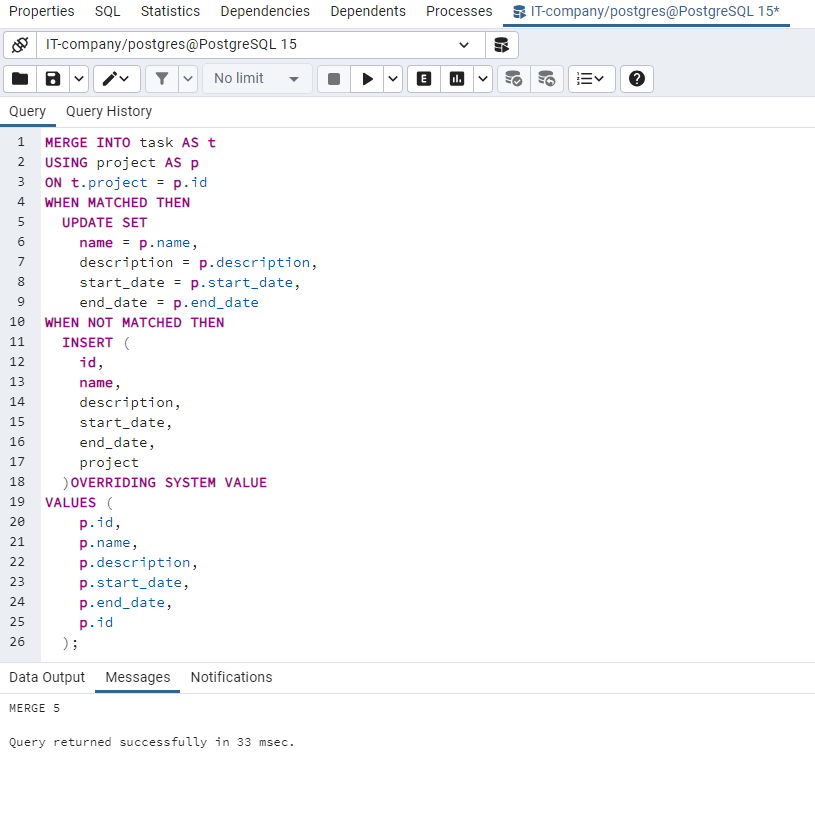 Properties SQL Statistics Dependencies Dependents Processes IT-company/postgres@PostgreSQL 15*
IT-company/postgres@PostgreSQL 15
No limit E
Query Query History
1 MERGE INTO task AS t
2 USING project AS p
3 ON t.project = p.id
4 WHEN MATCHED THEN
5 UPDATE SET
6 name = p.name,
7 description = p.description,
8 start_date = p.start_date,
9 end_date = p.end_date
10 WHEN NOT MATCHED THEN
11 INSERT (
12 id,
13 name,
14 description,
15 start_date,
16 end_date,
17 project
18 )OVERRIDING SYSTEM VALUE
19 VALUES (
20 p.id,
21 p.name,
22 p.description,
23 p.start_date,
24 p.end_date,
25 p.id
26 );
Data Output Messages Notifications
MERGE 5
Query returned successfully in 33 msec.